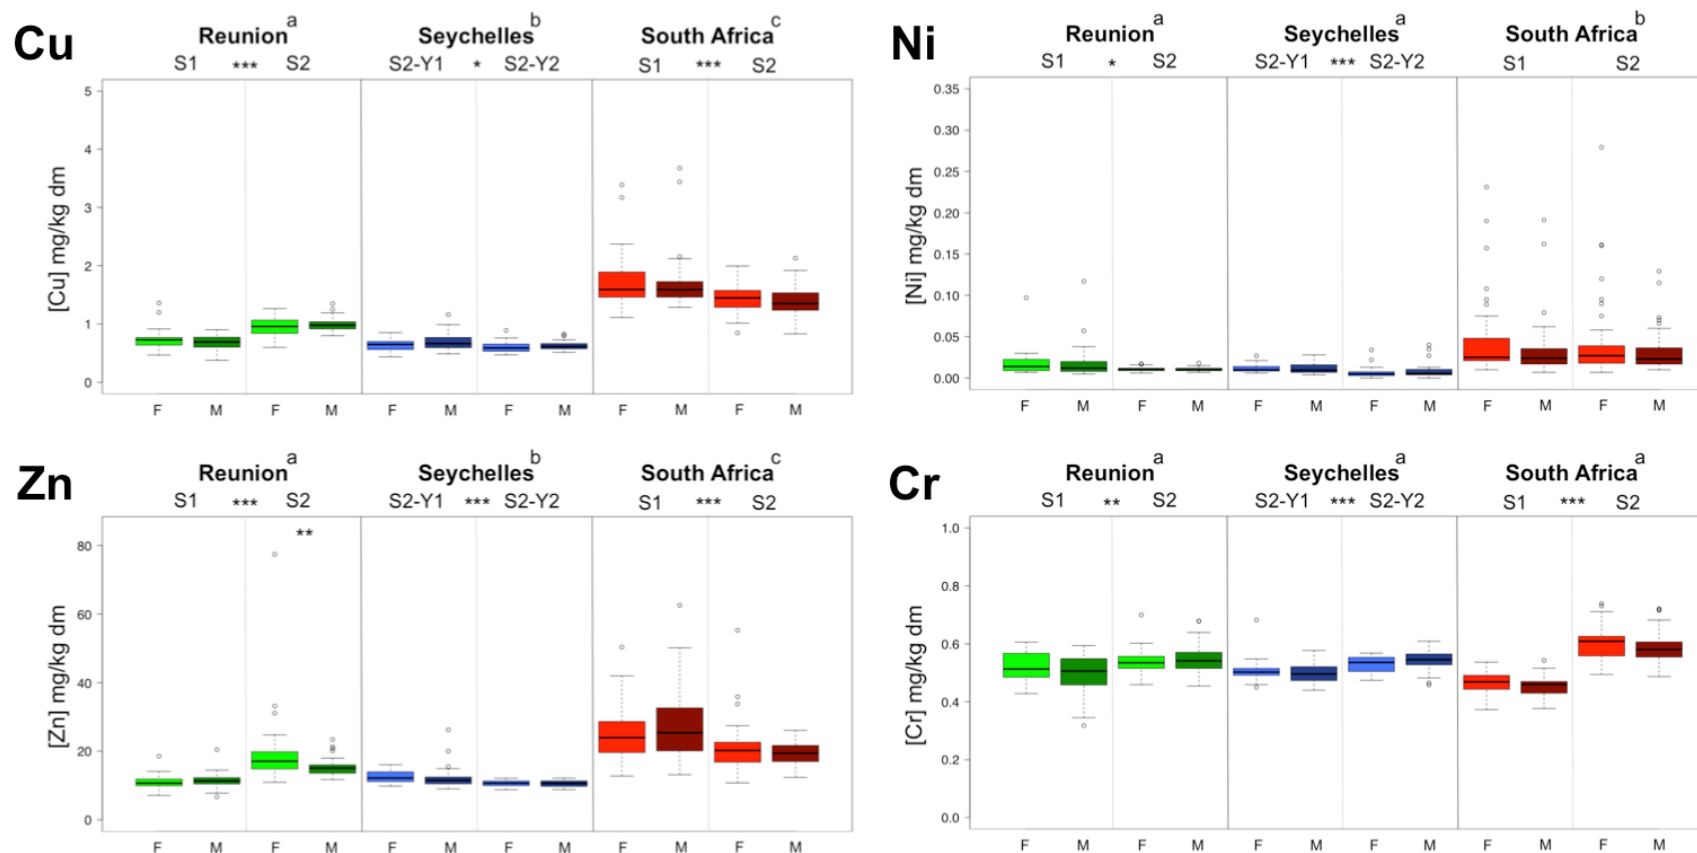 Cu
Reunion a Seychelles b South Africa c
S1 *** S2 S2-Y1 * S2-Y2 S1 *** S2
[Cu] mg/kg dm
5
4
3
2
1
0
F M F M F M F M F M F M
Ni
Reunion a Seychelles a South Africa b
S1 * S2 S2-Y1 *** S2-Y2 S1 S2
[Ni] mg/kg dm
0.35
0.30
0.25
0.20
0.15
0.10
0.05
0.00
F M F M F M F M F M F M
Zn
Reunion a Seychelles b South Africa c
S1 *** S2 S2-Y1 *** S2-Y2 S1 *** S2
**
[Zn] mg/kg dm
80
60
40
20
0
F M F M F M F M F M F M
Cr
Reunion a Seychelles a South Africa a
S1 ** S2 S2-Y1 *** S2-Y2 S1 *** S2
[Cr] mg/kg dm
1.0
0.8
0.6
0.4
0.2
0.0
F M F M F M F M F M F M